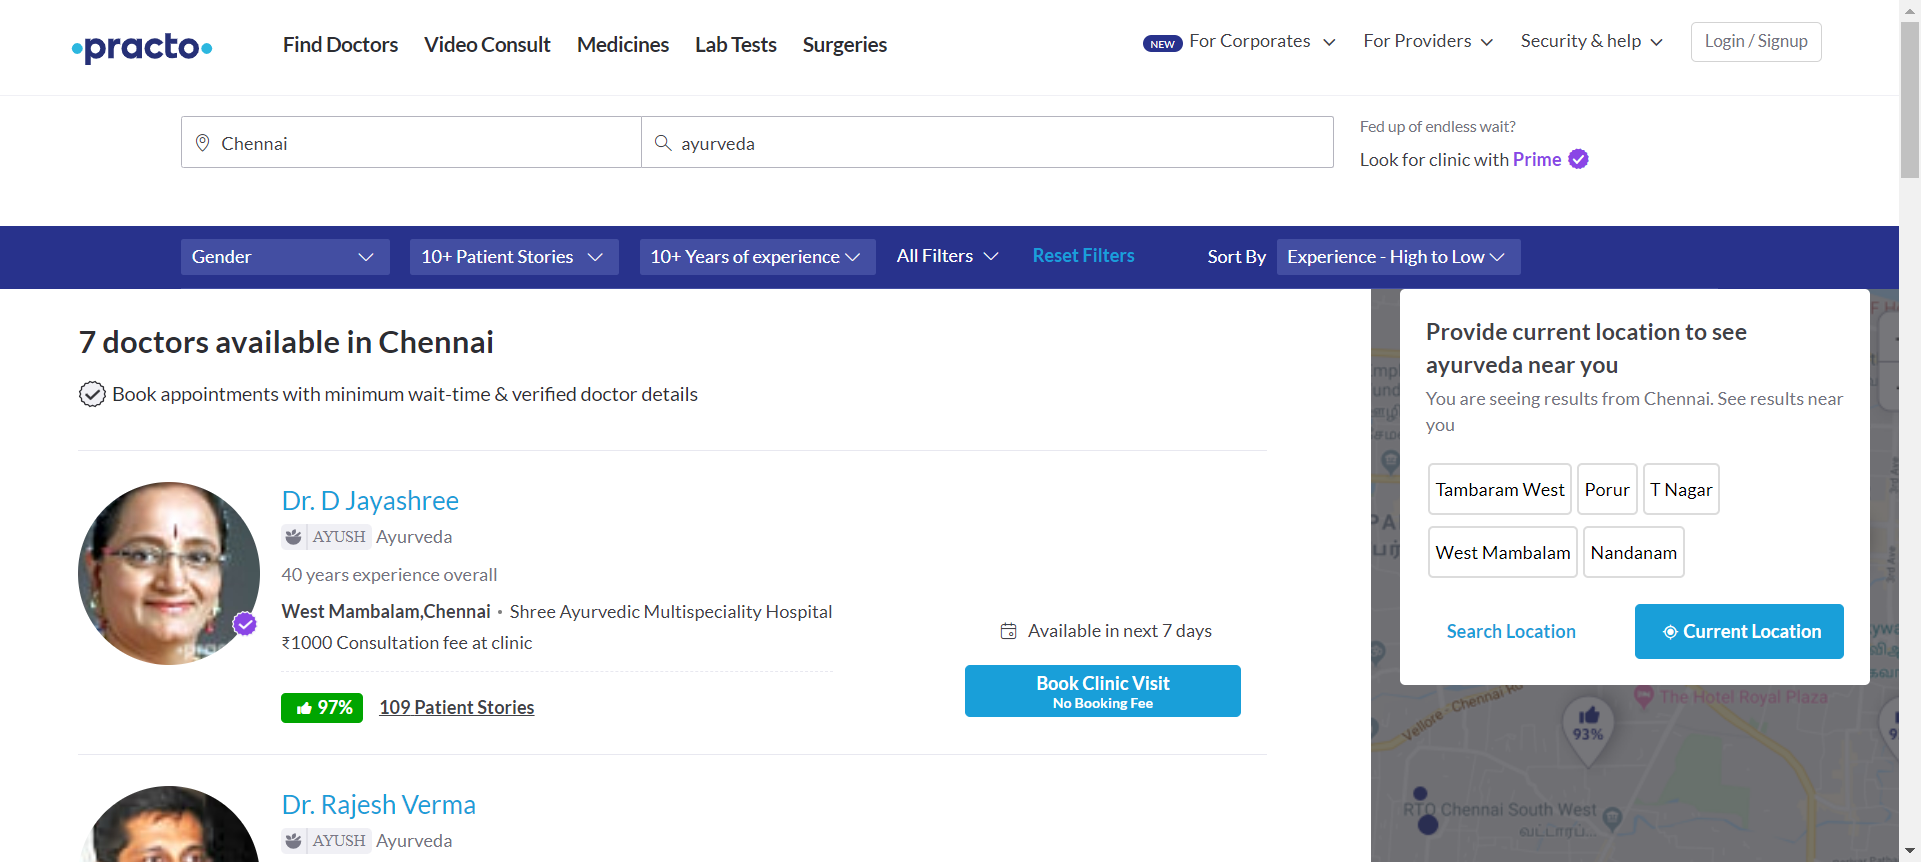 practo
Find Doctors
Video Consult
Medicines
Lab Tests
Surgeries
NEW For Corporates
For Providers
Security & help
Login / Signup
Chennai
ayurveda
Fed up of endless wait?
Look for clinic with Prime
Gender
10+ Patient Stories
10+ Years of experience
All Filters
Reset Filters
Sort By
Experience - High to Low
7 doctors available in Chennai
Book appointments with minimum wait-time & verified doctor details
Dr. D Jayashree
AYUSH Ayurveda
40 years experience overall
West Mambalam,Chennai • Shree Ayurvedic Multispeciality Hospital
₹1000 Consultation fee at clinic
97% 109 Patient Stories
Available in next 7 days
Book Clinic Visit
No Booking Fee
Dr. Rajesh Verma
AYUSH Ayurveda
Provide current location to see
ayurveda near you
You are seeing results from Chennai. See results near
you
Tambaram West
Porur
T Nagar
West Mambalam
Nandanam
Search Location
Current Location
Vellore - Chennai Ro
The Hotel Royal Plaza
93%
RTO Chennai South West
வட்டாரப்...
3rd Ave